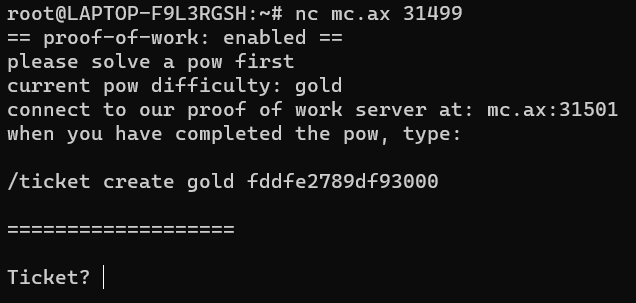 root@LAPTOP-F9L3RGSH:~# nc mc.ax 31499
== proof-of-work: enabled ==
please solve a pow first
current pow difficulty: gold
connect to our proof of work server at: mc.ax:31501
when you have completed the pow, type:
/ticket create gold fddfe2789df93000
===================
Ticket?